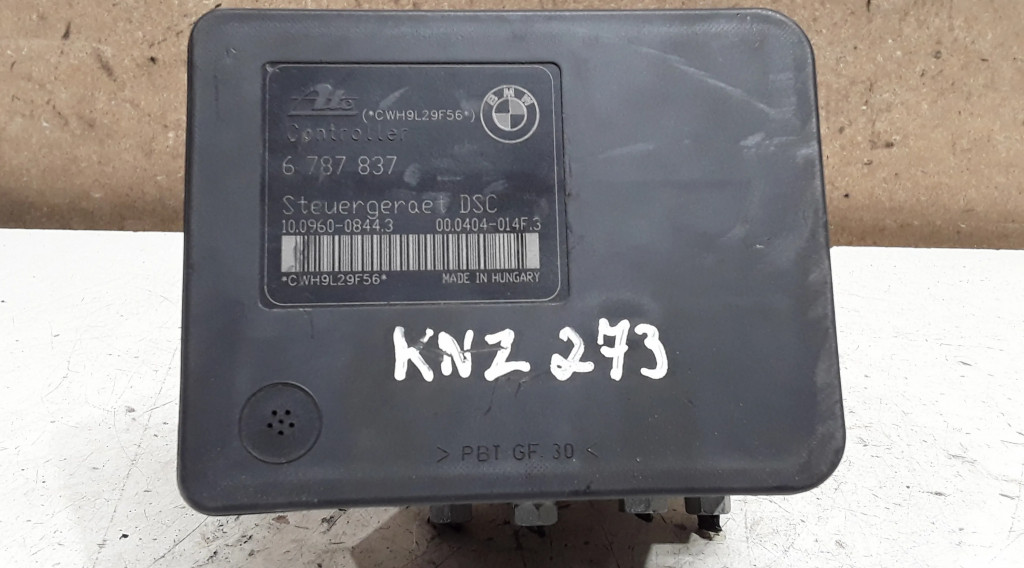 Ate (*CWH9L29F56*) BMW
Controller
6 787 837
Steuergeraet DSC
10.0960-0844.3 00.0404-014F.3
*CWH9L29F56* MADE IN HUNGARY
KNZ 273
> PBT GF 30 <